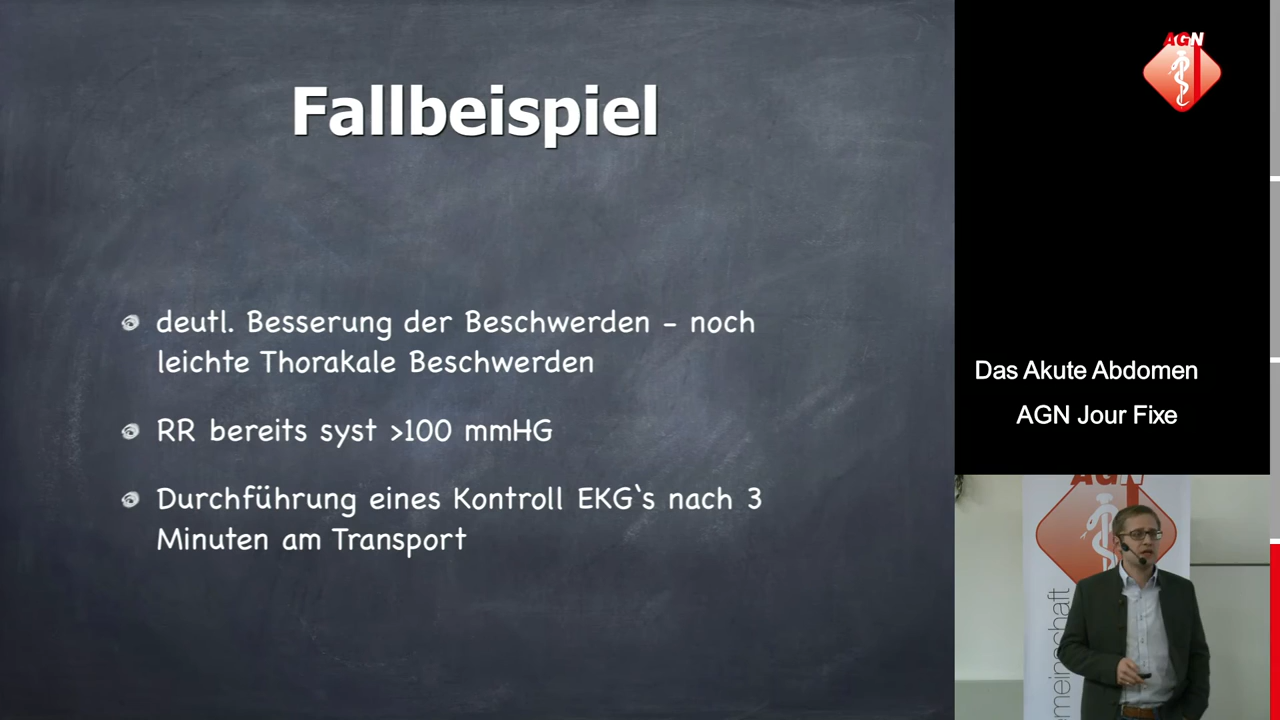 Fallbeispiel
deutl. Besserung der Beschwerden - noch
leichte Thorakale Beschwerden
RR bereits syst >100 mmHG
Durchführung eines Kontroll EKG`s nach 3
Minuten am Transport
AGN
Das Akute Abdomen
AGN Jour Fixe
AGN
meinschaft